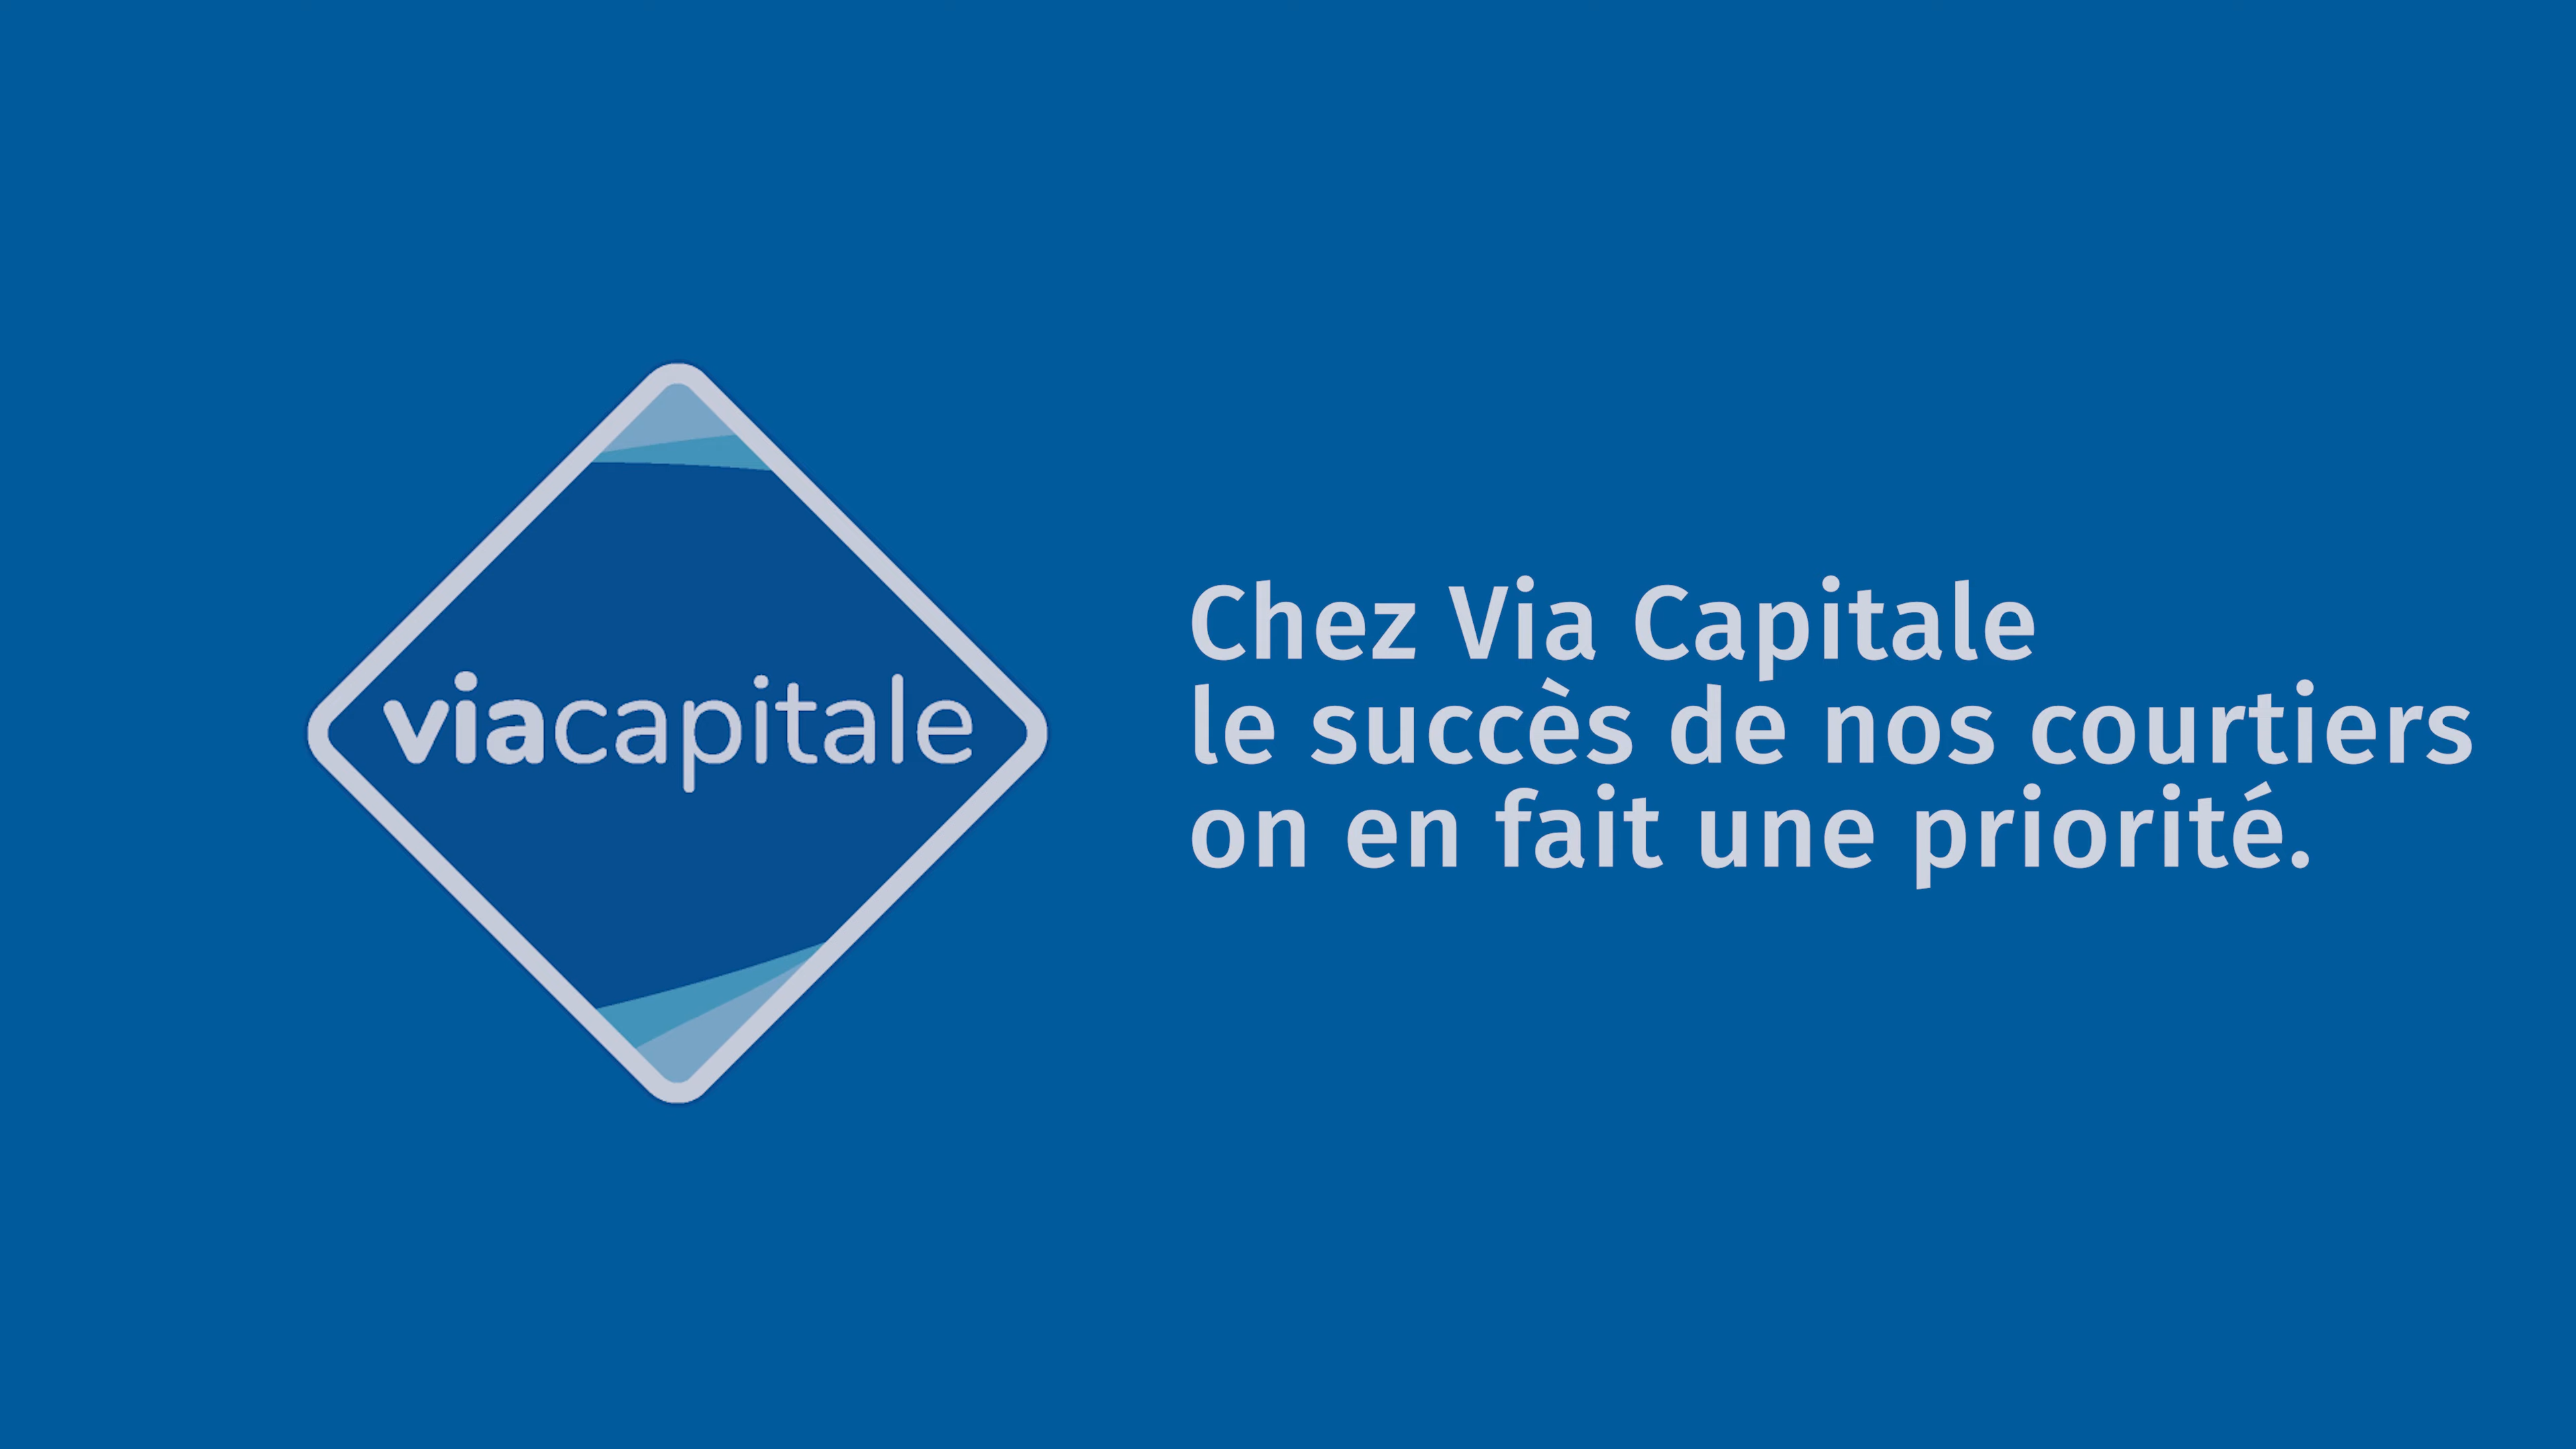 viacapitale
Chez Via Capitale
le succès de nos courtiers
on en fait une priorité.